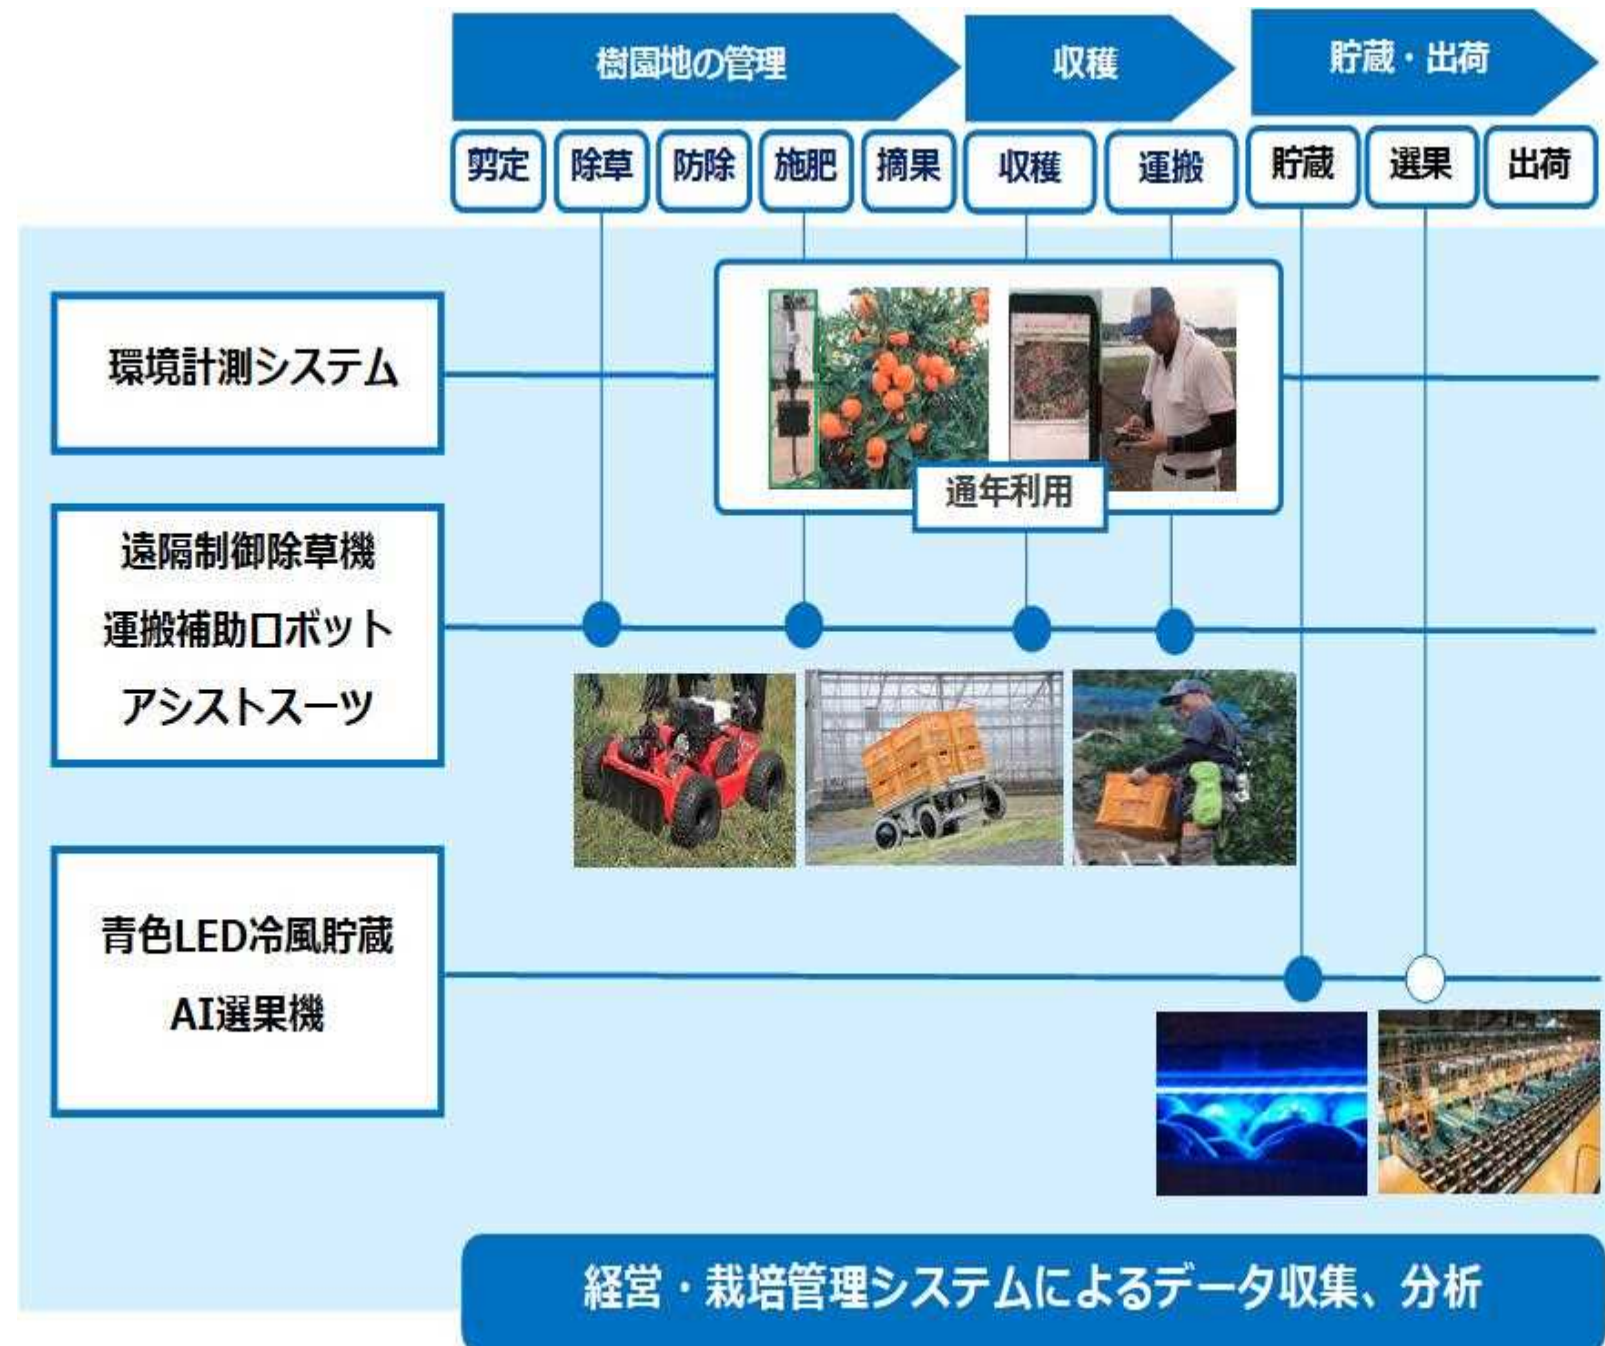 樹園地の管理
収穫
貯蔵・出荷
剪定
除草
防除
施肥
摘果
収穫
運搬
貯蔵
選果
出荷
環境計測システム
通年利用
遠隔制御除草機
運搬補助ロボット
アシストスーツ
青色LED冷風貯蔵
AI選果機
経営・栽培管理システムによるデータ収集、分析